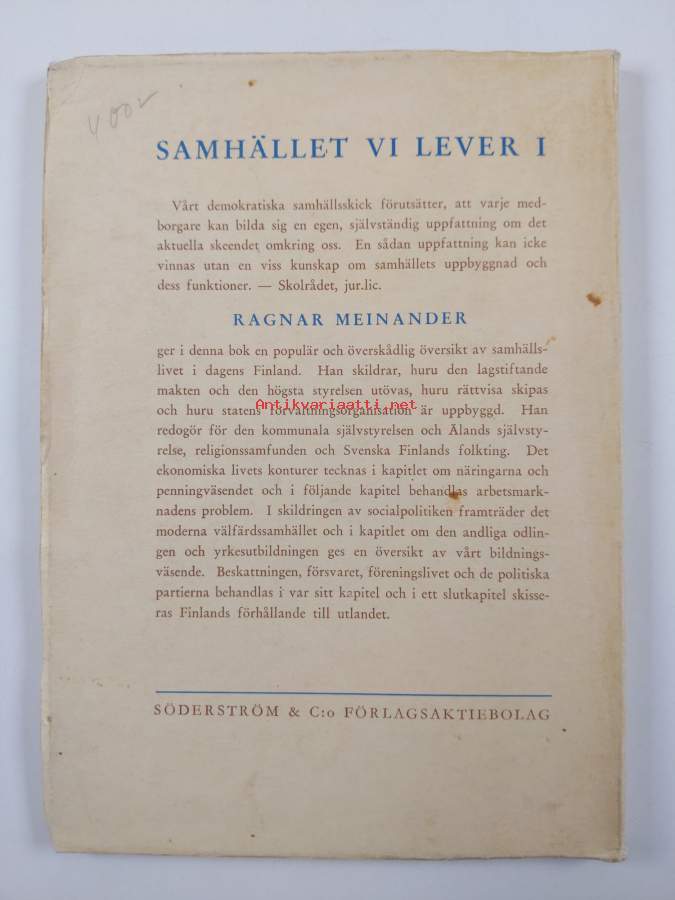 SAMHÄLLET VI LEVER I
Vårt demokratiska samhällsskick förutsätter, att varje med-
borgare kan bilda sig en egen, självständig uppfattning om det
aktuella skeendet omkring oss. En sådan uppfattning kan icke
vinnas utan en viss kunskap om samhällets uppbyggnad och
dess funktioner. — Skolrådet, jur.lic.
RAGNAR MEINANDER
ger i denna bok en populär och överskådlig översikt av samhälls-
livet i dagens Finland. Han skildrar, huru den lagstiftande
makten och den högsta styrelsen utövas, huru rättvisa skipas
Antikvariaatti.net
och huru statens förvaltningsorganisation är uppbyggd. Han
redogör för den kommunala självstyrelsen och Ålands självsty-
relse, religionssamfunden och Svenska Finlands folkting. Det
ekonomiska livets konturer tecknas i kapitlet om näringarna och
penningväsendet och i följande kapitel behandlas arbetsmark-
nadens problem. I skildringen av socialpolitiken framträder det
moderna välfärdssamhället och i kapitlet om den andliga odlin-
gen och yrkesutbildningen ges en översikt av vårt bildnings-
väsende. Beskattningen, försvaret, föreningslivet och de politiska
partierna behandlas i var sitt kapitel och i ett slutkapitel skisse-
ras Finlands förhållande till utlandet.
SÖDERSTRÖM & C:o FÖRLAGSAKTIEBOLAG